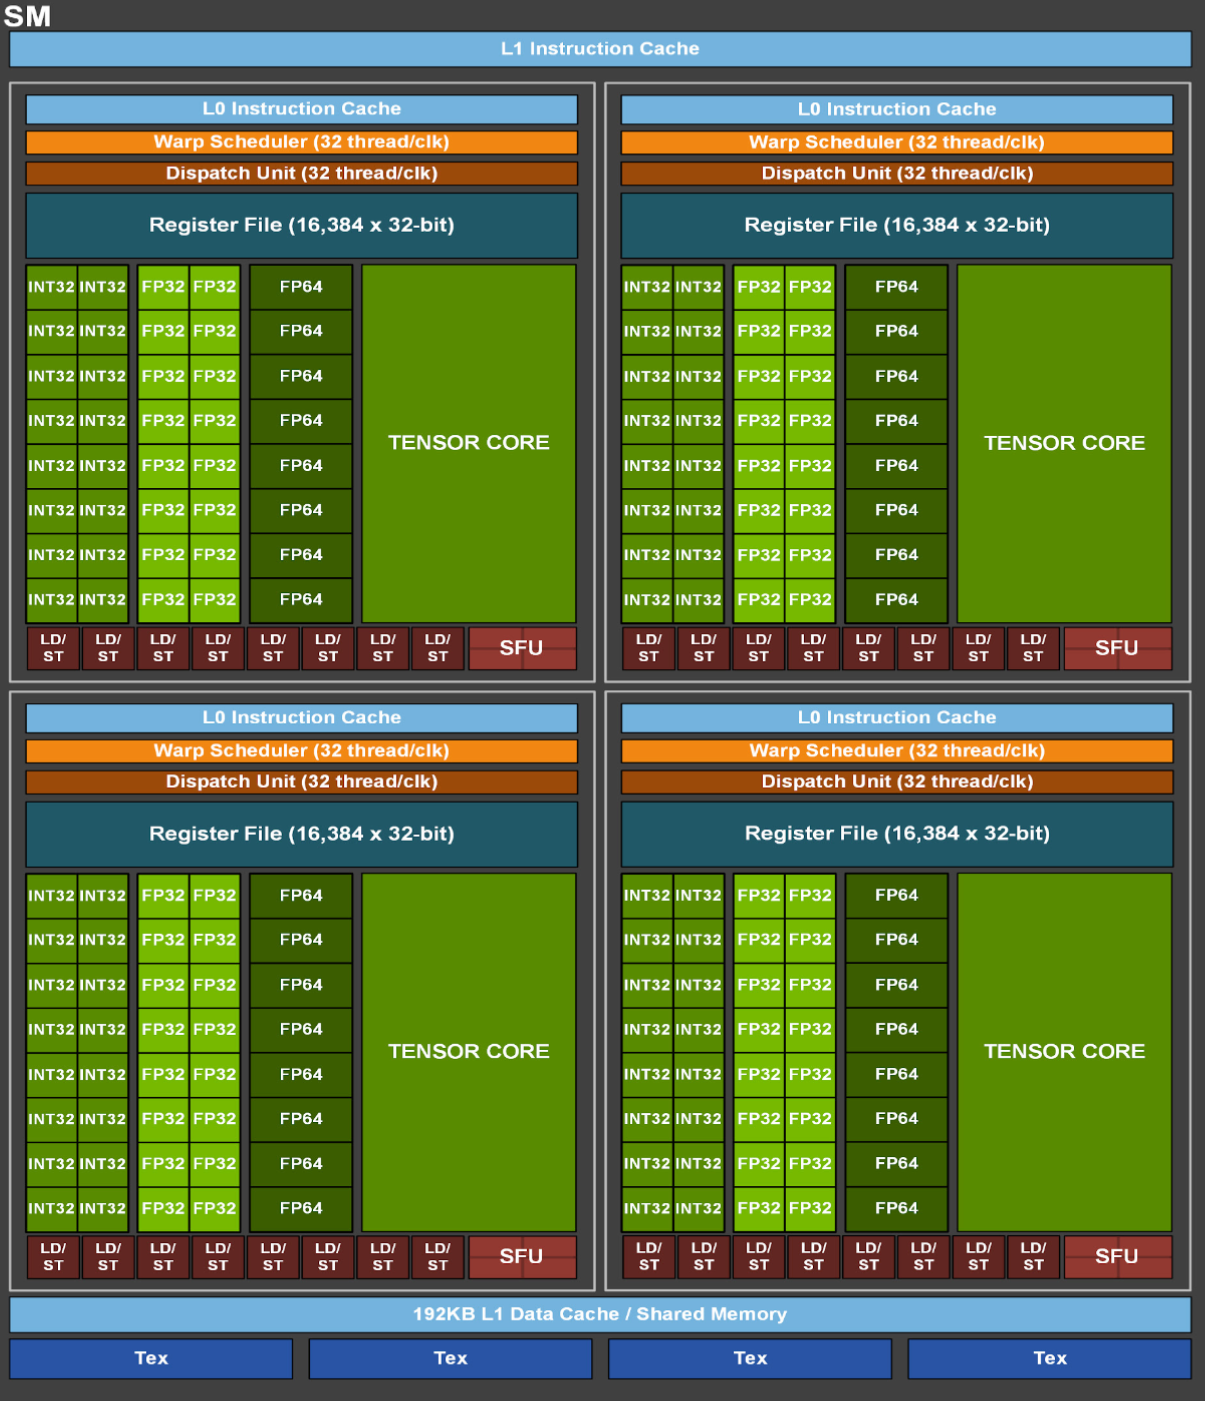 SM
L1 Instruction Cache
L0 Instruction Cache
Warp Scheduler (32 thread/clk)
Dispatch Unit (32 thread/clk)
Register File (16,384 x 32-bit)
INT32 INT32 FP32 FP32 FP64
INT32 INT32 FP32 FP32 FP64
INT32 INT32 FP32 FP32 FP64
INT32 INT32 FP32 FP32 FP64
TENSOR CORE
INT32 INT32 FP32 FP32 FP64
INT32 INT32 FP32 FP32 FP64
INT32 INT32 FP32 FP32 FP64
INT32 INT32 FP32 FP32 FP64
LD/ LD/ LD/ LD/ LD/ LD/ LD/ LD/
ST ST ST ST ST ST ST ST
SFU
L0 Instruction Cache
Warp Scheduler (32 thread/clk)
Dispatch Unit (32 thread/clk)
Register File (16,384 x 32-bit)
INT32 INT32 FP32 FP32 FP64
INT32 INT32 FP32 FP32 FP64
INT32 INT32 FP32 FP32 FP64
INT32 INT32 FP32 FP32 FP64
TENSOR CORE
INT32 INT32 FP32 FP32 FP64
INT32 INT32 FP32 FP32 FP64
INT32 INT32 FP32 FP32 FP64
INT32 INT32 FP32 FP32 FP64
LD/ LD/ LD/ LD/ LD/ LD/ LD/ LD/
ST ST ST ST ST ST ST ST
SFU
L0 Instruction Cache
Warp Scheduler (32 thread/clk)
Dispatch Unit (32 thread/clk)
Register File (16,384 x 32-bit)
INT32 INT32 FP32 FP32 FP64
INT32 INT32 FP32 FP32 FP64
INT32 INT32 FP32 FP32 FP64
INT32 INT32 FP32 FP32 FP64
TENSOR CORE
INT32 INT32 FP32 FP32 FP64
INT32 INT32 FP32 FP32 FP64
INT32 INT32 FP32 FP32 FP64
INT32 INT32 FP32 FP32 FP64
LD/ LD/ LD/ LD/ LD/ LD/ LD/ LD/
ST ST ST ST ST ST ST ST
SFU
L0 Instruction Cache
Warp Scheduler (32 thread/clk)
Dispatch Unit (32 thread/clk)
Register File (16,384 x 32-bit)
INT32 INT32 FP32 FP32 FP64
INT32 INT32 FP32 FP32 FP64
INT32 INT32 FP32 FP32 FP64
INT32 INT32 FP32 FP32 FP64
TENSOR CORE
INT32 INT32 FP32 FP32 FP64
INT32 INT32 FP32 FP32 FP64
INT32 INT32 FP32 FP32 FP64
INT32 INT32 FP32 FP32 FP64
LD/ LD/ LD/ LD/ LD/ LD/ LD/ LD/
ST ST ST ST ST ST ST ST
SFU
192KB L1 Data Cache / Shared Memory
Tex Tex Tex Tex